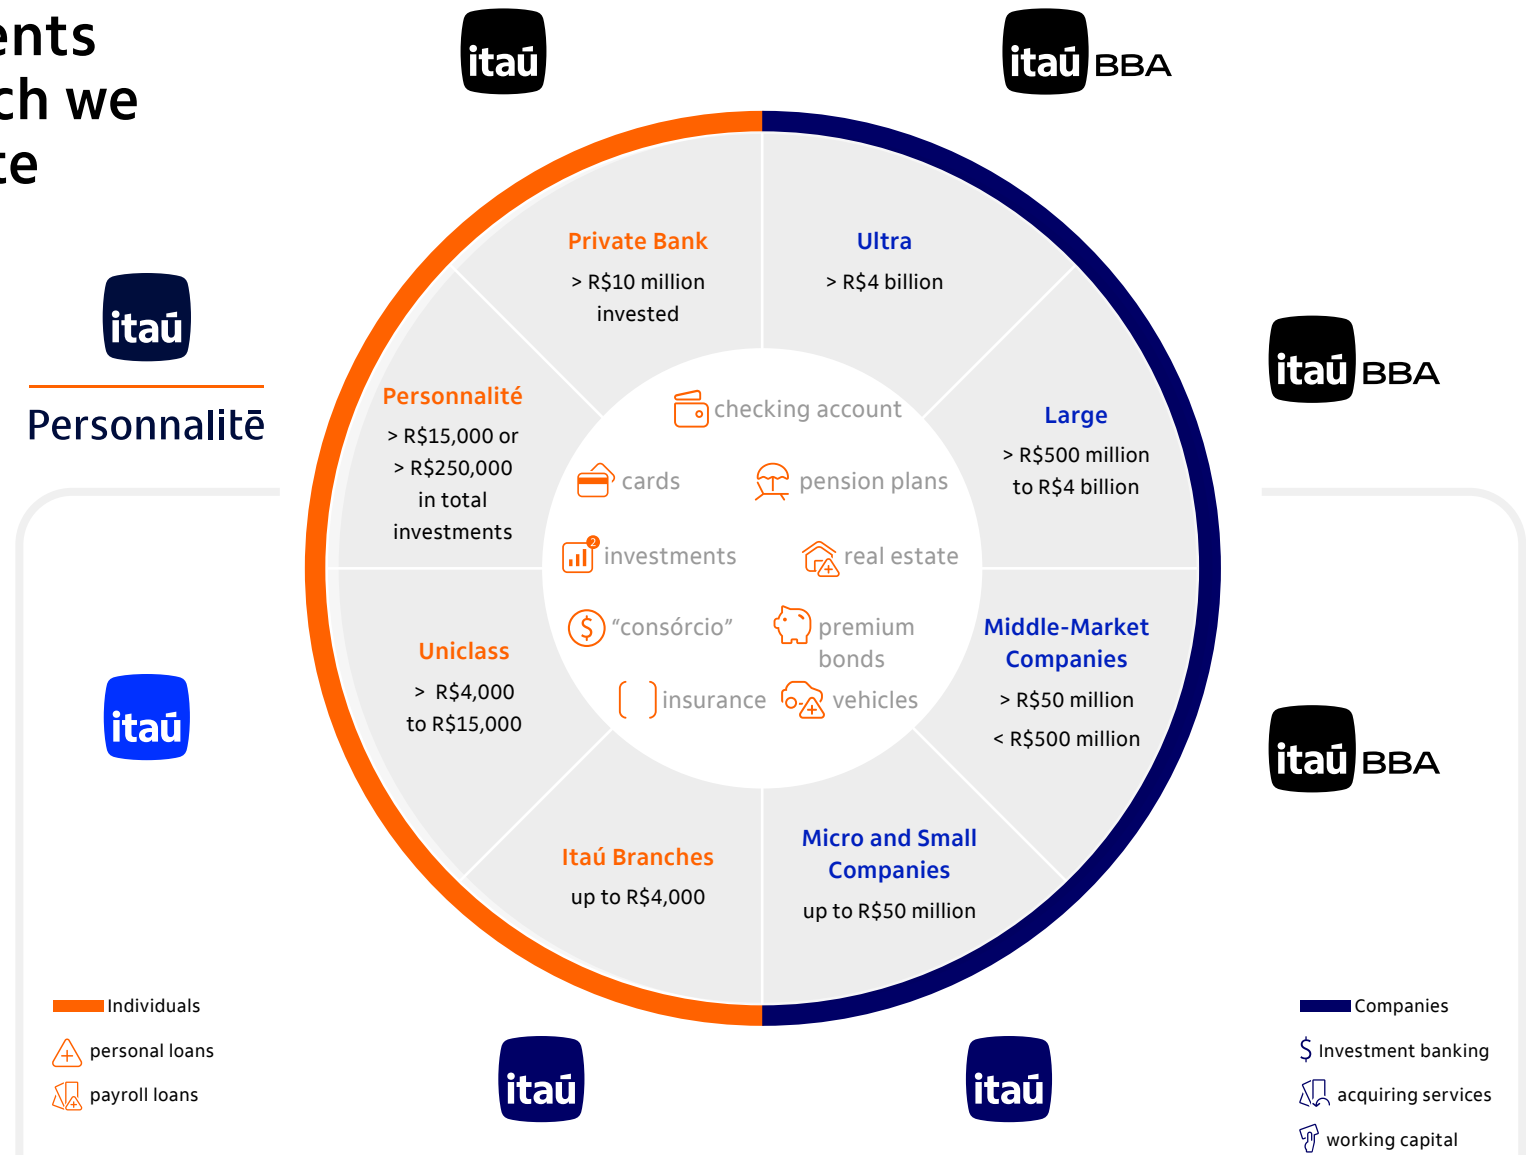 ents
ch we
te
itaú
itaú BBA
Private Bank
> R$10 million
invested
Ultra
> R$4 billion
itaú
Personnalitē
itaú BBA
Personnalité
> R$15,000 or
> R$250,000
in total
investments
Large
> R$500 million
to R$4 billion
checking account
cards
pension plans
2
investments
real estate
$
"consórcio"
premium
bonds
insurance
vehicles
Uniclass
> R$4,000
to R$15,000
Middle-Market
Companies
> R$50 million
< R$500 million
itaú
itaú BBA
Itaú Branches
up to R$4,000
Micro and Small
Companies
up to R$50 million
Individuals
personal loans
payroll loans
itaú
itaú
Companies
$ Investment banking
acquiring services
working capital